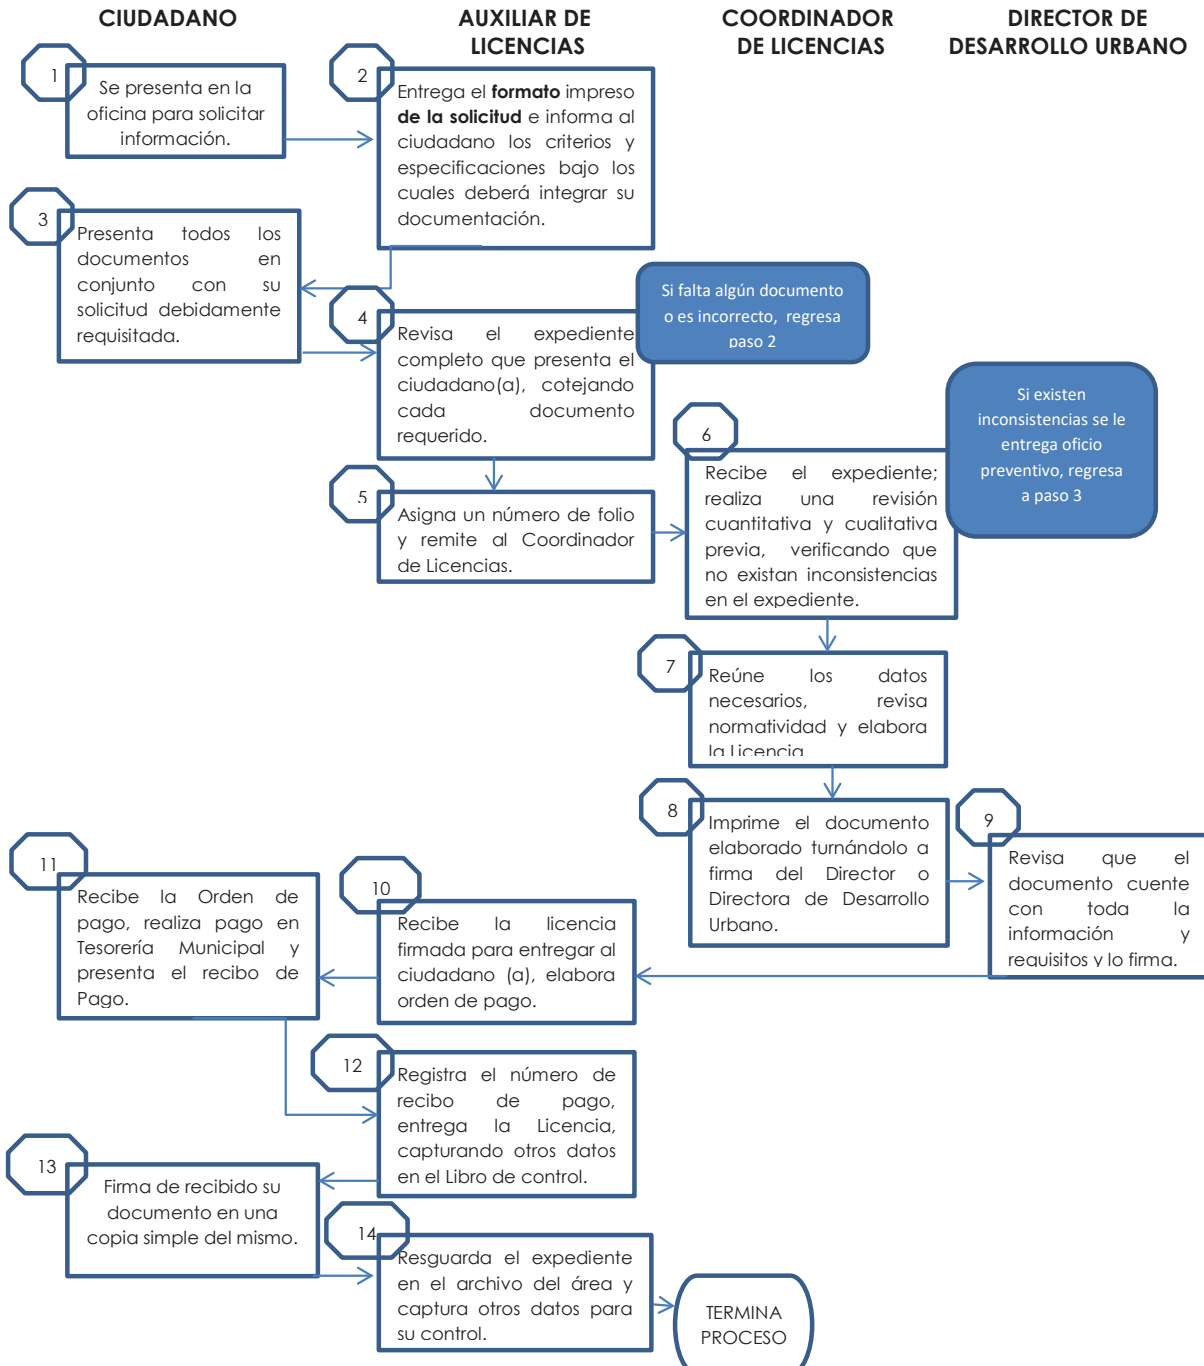 CIUDADANO
AUXILIAR DE
LICENCIAS
COORDINADOR
DE LICENCIAS
DIRECTOR DE
DESARROLLO URBANO
1
Se presenta en la
oficina para solicitar
información.
2
Entrega el formato impreso
de la solicitud e informa al
ciudadano los criterios y
especificaciones bajo los
cuales deberá integrar su
documentación.
3
Presenta todos los
documentos en
conjunto con su
solicitud debidamente
requisitada.
4
Revisa el expediente
completo que presenta el
ciudadano(a), cotejando
cada documento
requerido.
Si falta algún documento
o es incorrecto, regresa
paso 2
5
Asigna un número de folio
y remite al Coordinador
de Licencias.
6
Recibe el expediente;
realiza una revisión
cuantitativa y cualitativa
previa, verificando que
no existan inconsistencias
en el expediente.
Si existen
inconsistencias se le
entrega oficio
preventivo, regresa
a paso 3
7
Reúne los datos
necesarios, revisa
normatividad y elabora
la Licencia
8
Imprime el documento
elaborado turnándolo a
firma del Director o
Directora de Desarrollo
Urbano.
9
Revisa que el
documento cuente
con toda la
información y
requisitos y lo firma.
10
Recibe la licencia
firmada para entregar al
ciudadano (a), elabora
orden de pago.
11
Recibe la Orden de
pago, realiza pago en
Tesorería Municipal y
presenta el recibo de
Pago.
12
Registra el número de
recibo de pago,
entrega la Licencia,
capturando otros datos
en el Libro de control.
13
Firma de recibido su
documento en una
copia simple del mismo.
14
Resguarda el expediente
en el archivo del área y
captura otros datos para
su control.
TERMINA
PROCESO